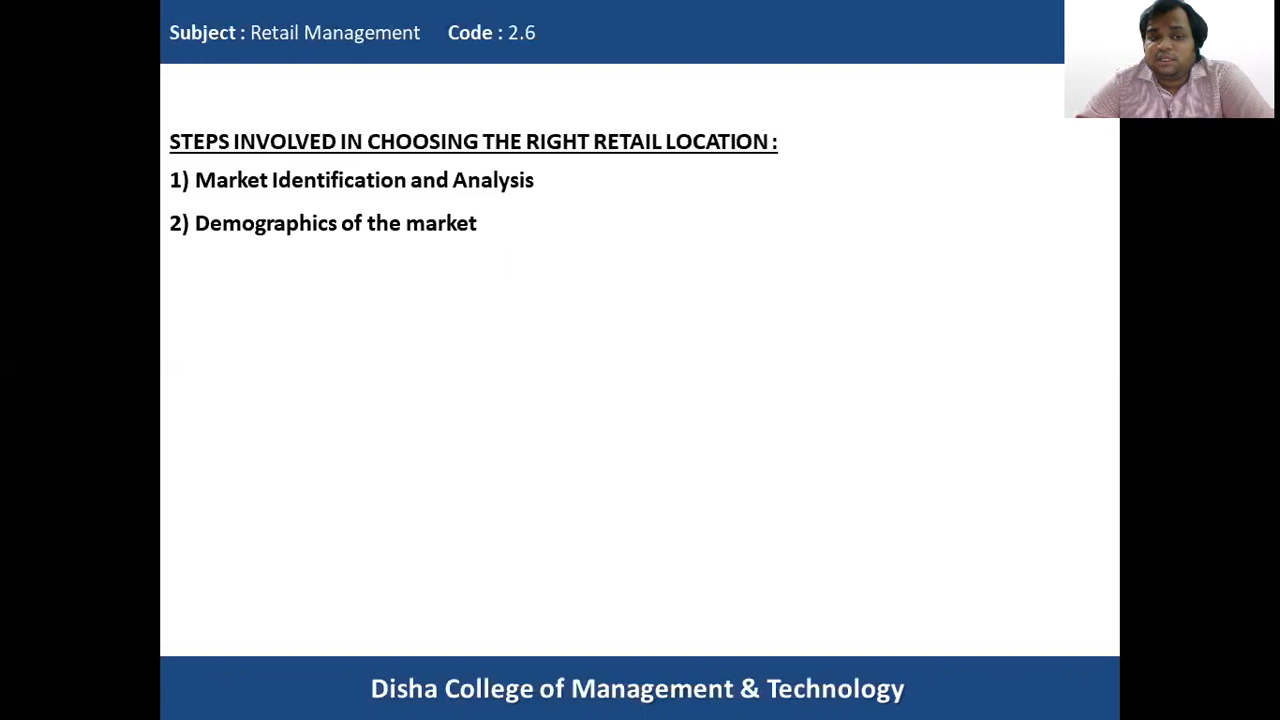 Subject : Retail Management Code : 2.6
STEPS INVOLVED IN CHOOSING THE RIGHT RETAIL LOCATION :
1) Market Identification and Analysis
2) Demographics of the market
Disha College of Management & Technology